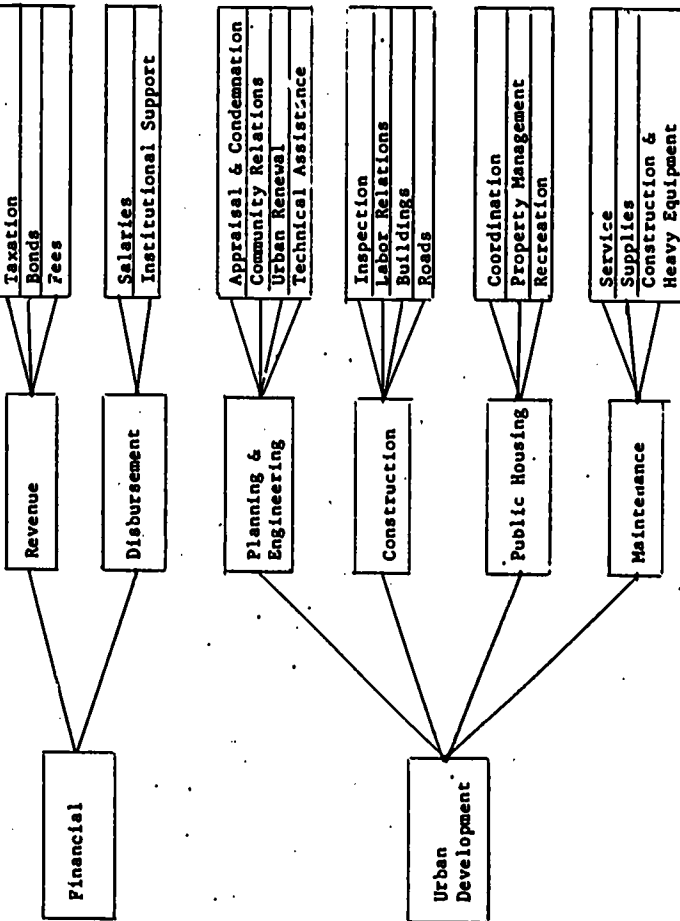 Financial
Revenue
Taxation
Bonds
Fees
Disbursement
Salaries
Institutional Support
Urban
Development
Planning &
Engineering
Appraisal & Condemnation
Community Relations
Urban Renewal
Technical Assistance
Construction
Inspection
Labor Relations
Buildings
Roads
Public Housing
Coordination
Property Management
Recreation
Maintenance
Service
Supplies
Construction &
Heavy Equipment